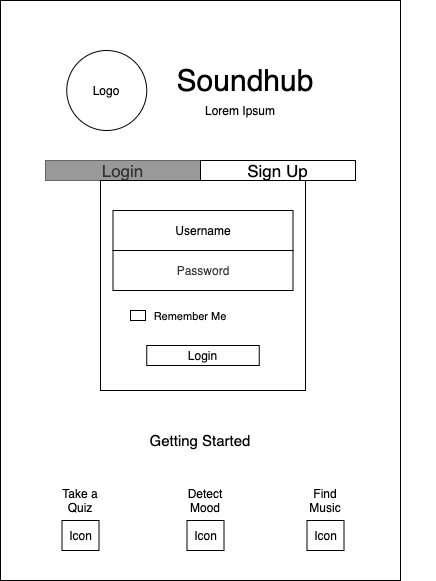 Logo
Soundhub
Lorem Ipsum
Login
Sign Up
Username
Password
Remember Me
Login
Getting Started
Take a
Quiz
Detect
Mood
Find
Music
Icon
Icon
Icon